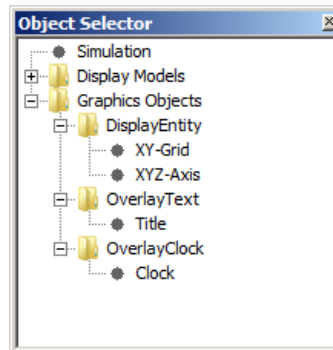 Object Selector
Simulation
Display Models
Graphics Objects
DisplayEntity
XY-Grid
XYZ-Axis
OverlayText
Title
OverlayClock
Clock